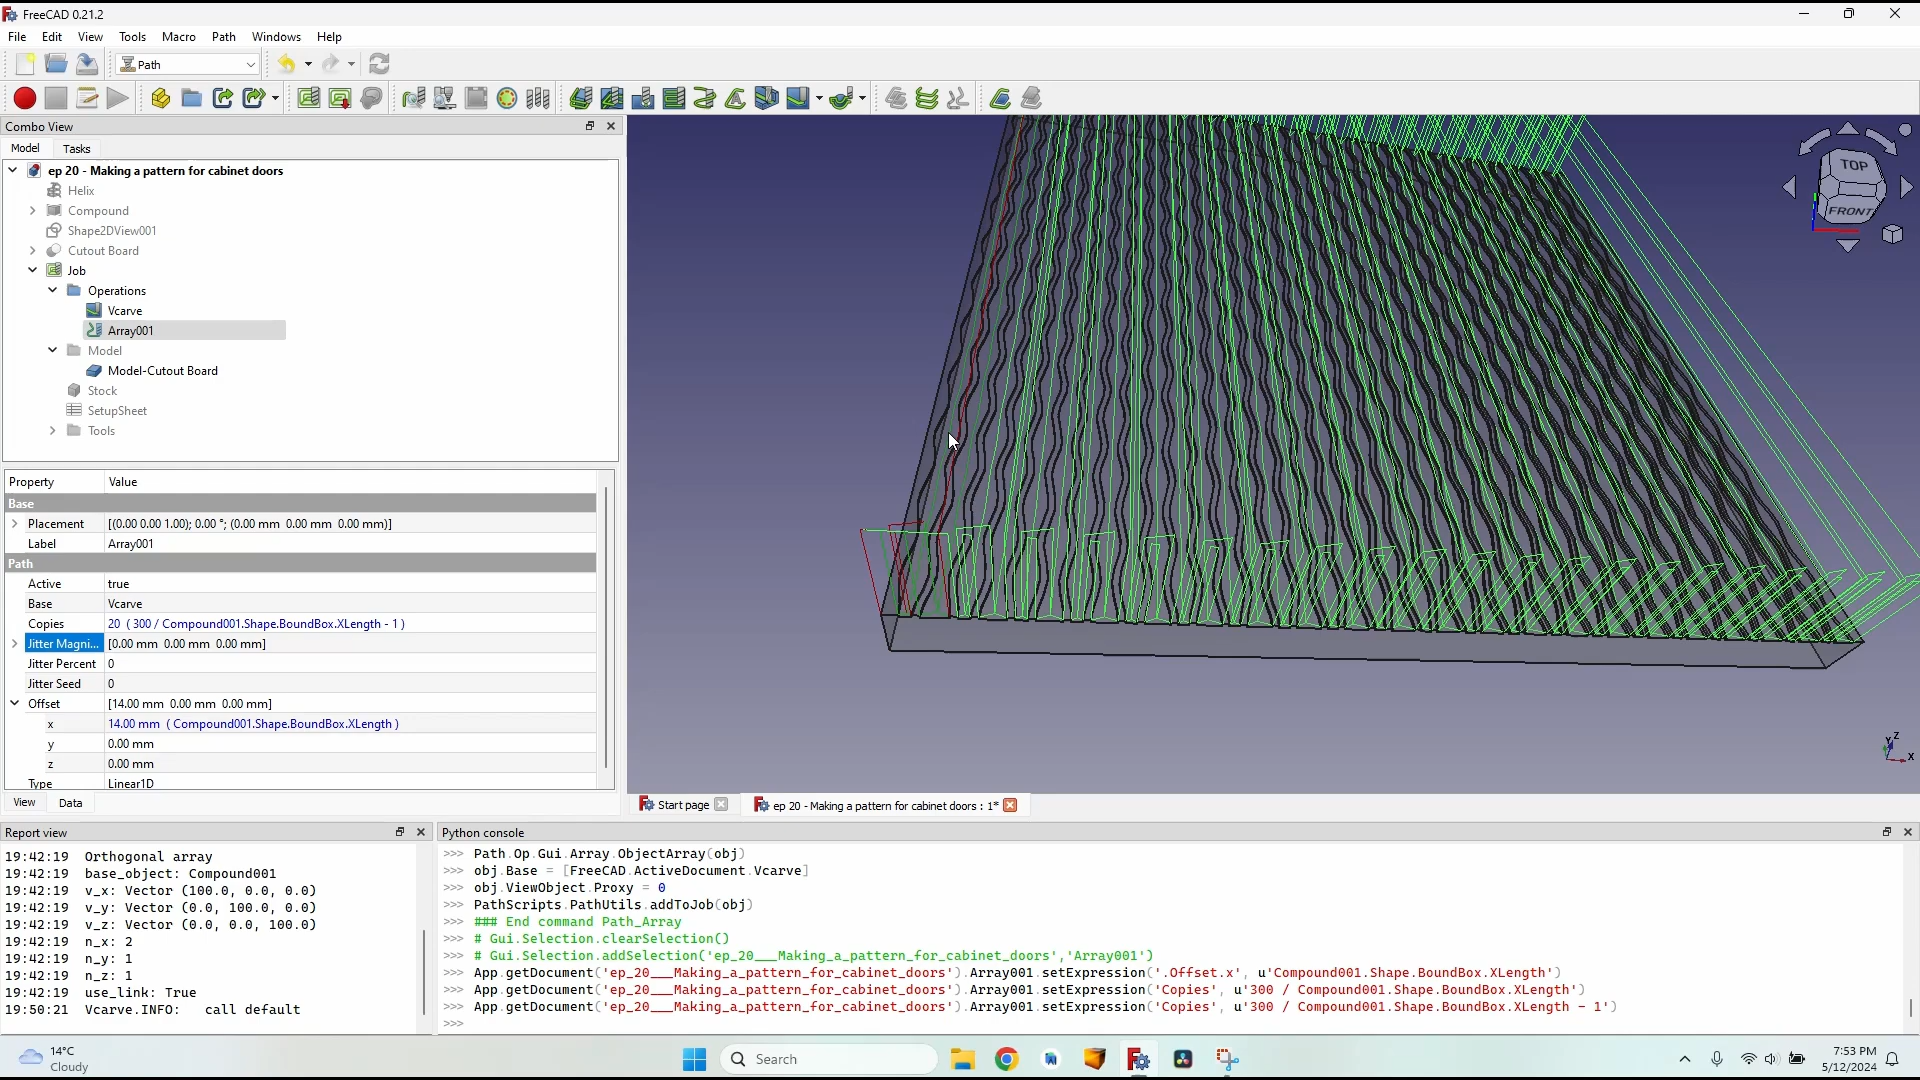 FreeCAD 0.21.2
File Edit View Tools Macro Path Windows Help
Path
Combo View
Model Tasks
ep 20 - Making a pattern for cabinet doors
Helix
Compound
Shape2DView001
Cutout Board
Job
Operations
Vcarve
Array001
Model
Model-Cutout Board
Stock
SetupSheet
Tools
Property Value
Base
Placement [(0.00 0.00 1.00); 0.00 °; (0.00 mm 0.00 mm 0.00 mm)]
Label Array001
Path
Active true
Base Vcarve
Copies 20 ( 300 / Compound001.Shape.BoundBox.XLength - 1 )
Jitter Magni... [0.00 mm 0.00 mm 0.00 mm]
Jitter Percent 0
Jitter Seed 0
Offset [14.00 mm 0.00 mm 0.00 mm]
x 14.00 mm ( Compound001.Shape.BoundBox.XLength )
y 0.00 mm
z 0.00 mm
Type Linear1D
View Data
TOP
FRONT
Z
Y
X
Start page
ep 20 - Making a pattern for cabinet doors : 1*
Report view
19:42:19 Orthogonal array
19:42:19 base_object: Compound001
19:42:19 v_x: Vector (100.0, 0.0, 0.0)
19:42:19 v_y: Vector (0.0, 100.0, 0.0)
19:42:19 v_z: Vector (0.0, 0.0, 100.0)
19:42:19 n_x: 2
19:42:19 n_y: 1
19:42:19 n_z: 1
19:42:19 use_link: True
19:50:21 Vcarve.INFO: call default
Python console
>>> Path.Op.Gui.Array.ObjectArray(obj)
>>> obj.Base = [FreeCAD.ActiveDocument.Vcarve]
>>> obj.ViewObject.Proxy = 0
>>> PathScripts.PathUtils.addToJob(obj)
>>> ### End command Path_Array
>>> # Gui.Selection.clearSelection()
>>> # Gui.Selection.addSelection('ep_20___Making_a_pattern_for_cabinet_doors','Array001')
>>> App.getDocument('ep_20___Making_a_pattern_for_cabinet_doors').Array001.setExpression('.Offset.x', u'Compound001.Shape.BoundBox.XLength')
>>> App.getDocument('ep_20___Making_a_pattern_for_cabinet_doors').Array001.setExpression('Copies', u'300 / Compound001.Shape.BoundBox.XLength')
>>> App.getDocument('ep_20___Making_a_pattern_for_cabinet_doors').Array001.setExpression('Copies', u'300 / Compound001.Shape.BoundBox.XLength - 1')
>>>
14°C
Cloudy
Search
7:53 PM
5/12/2024